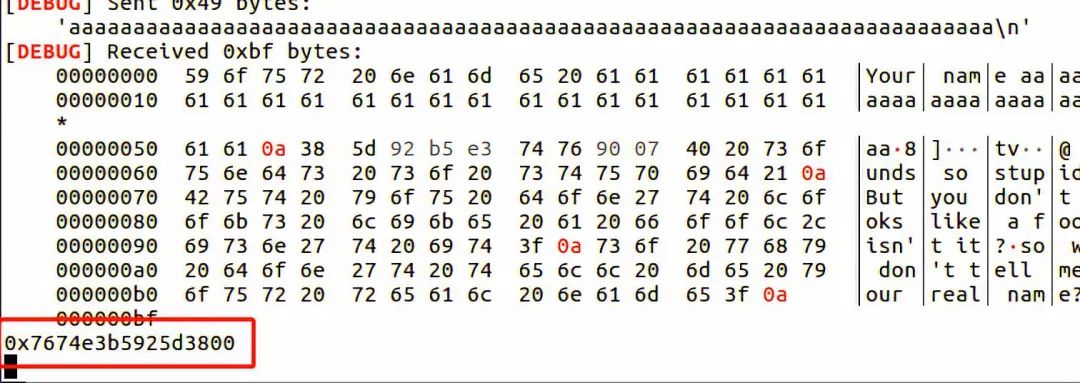 [DEBUG] Sent 0x49 bytes:
'aaaaaaaaaaaaaaaaaaaaaaaaaaaaaaaaaaaaaaaaaaaaaaaaaaaaaaaaaaaaaaaaaaaaaaaa\n'
[DEBUG] Received 0xbf bytes:
00000000 59 6f 75 72 20 6e 61 6d 65 20 61 61 61 61 61 61 │Your│ nam│e aa│aa
00000010 61 61 61 61 61 61 61 61 61 61 61 61 61 61 61 61 │aaaa│aaaa│aaaa│aa
*
00000050 61 61 0a 38 5d 92 b5 e3 74 76 90 07 40 20 73 6f │aa·8│]···│tv··│@
00000060 75 6e 64 73 20 73 6f 20 73 74 75 70 69 64 21 0a │unds│ so │stup│id
00000070 42 75 74 20 79 6f 75 20 64 6f 6e 27 74 20 6c 6f │But │you │don'│t
00000080 6f 6b 73 20 6c 69 6b 65 20 61 20 66 6f 6f 6c 2c │oks │like│ a f│oo
00000090 69 73 6e 27 74 20 69 74 3f 0a 73 6f 20 77 68 79 │isn'│t it│?·so│ w
000000a0 20 64 6f 6e 27 74 20 74 65 6c 6c 20 6d 65 20 79 │ don│'t t│ell │me
000000b0 6f 75 72 20 72 65 61 6c 20 6e 61 6d 65 3f 0a │our │real│ nam│e?
000000bf
0x7674e3b5925d3800